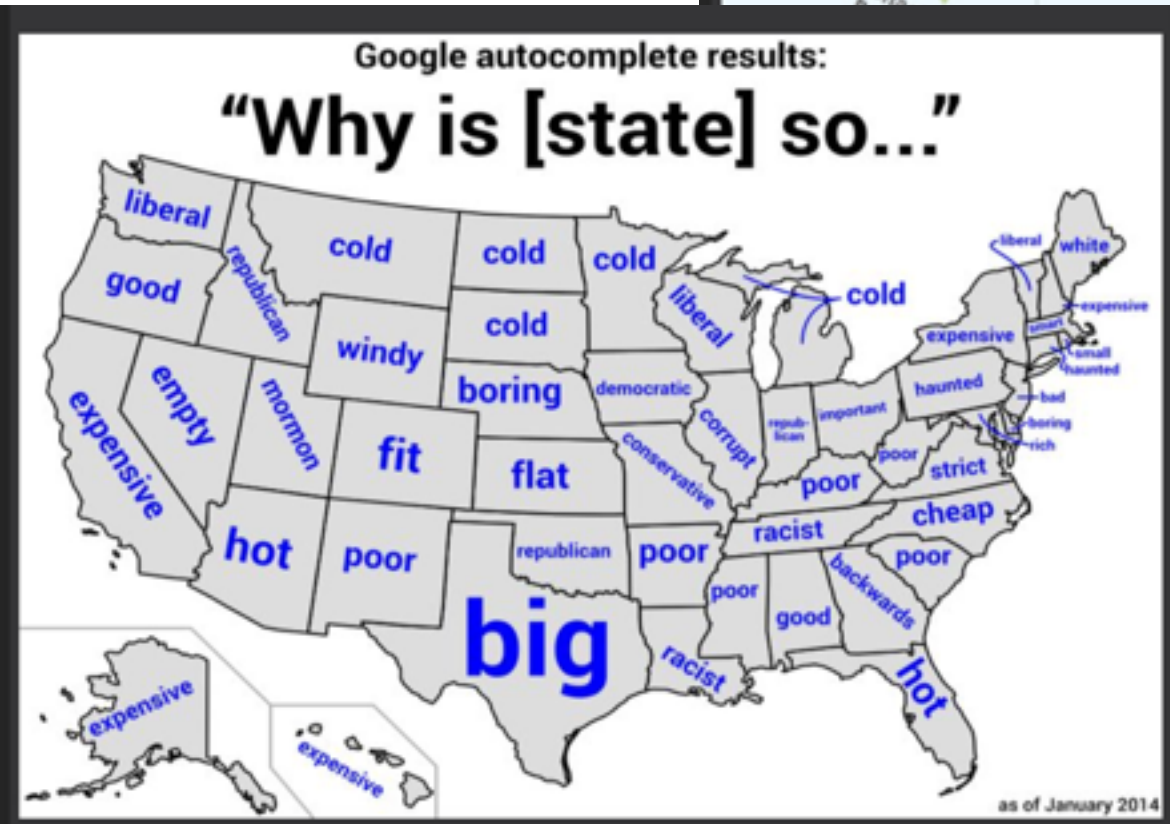 Google autocomplete results:
“Why is [state] so...”
liberal
cold
cold
cold
liberal
white
good
republican
cold
expensive
cold
liberal
windy
expensive
smart
small
haunted
empty
mormon
boring
democratic
corrupt
repub-
lican
important
haunted
bad
boring
rich
expensive
fit
flat
conservative
poor
poor
strict
hot
poor
republican
poor
racist
cheap
poor
big
poor
good
backwards
racist
hot
expensive
expensive
as of January 2014